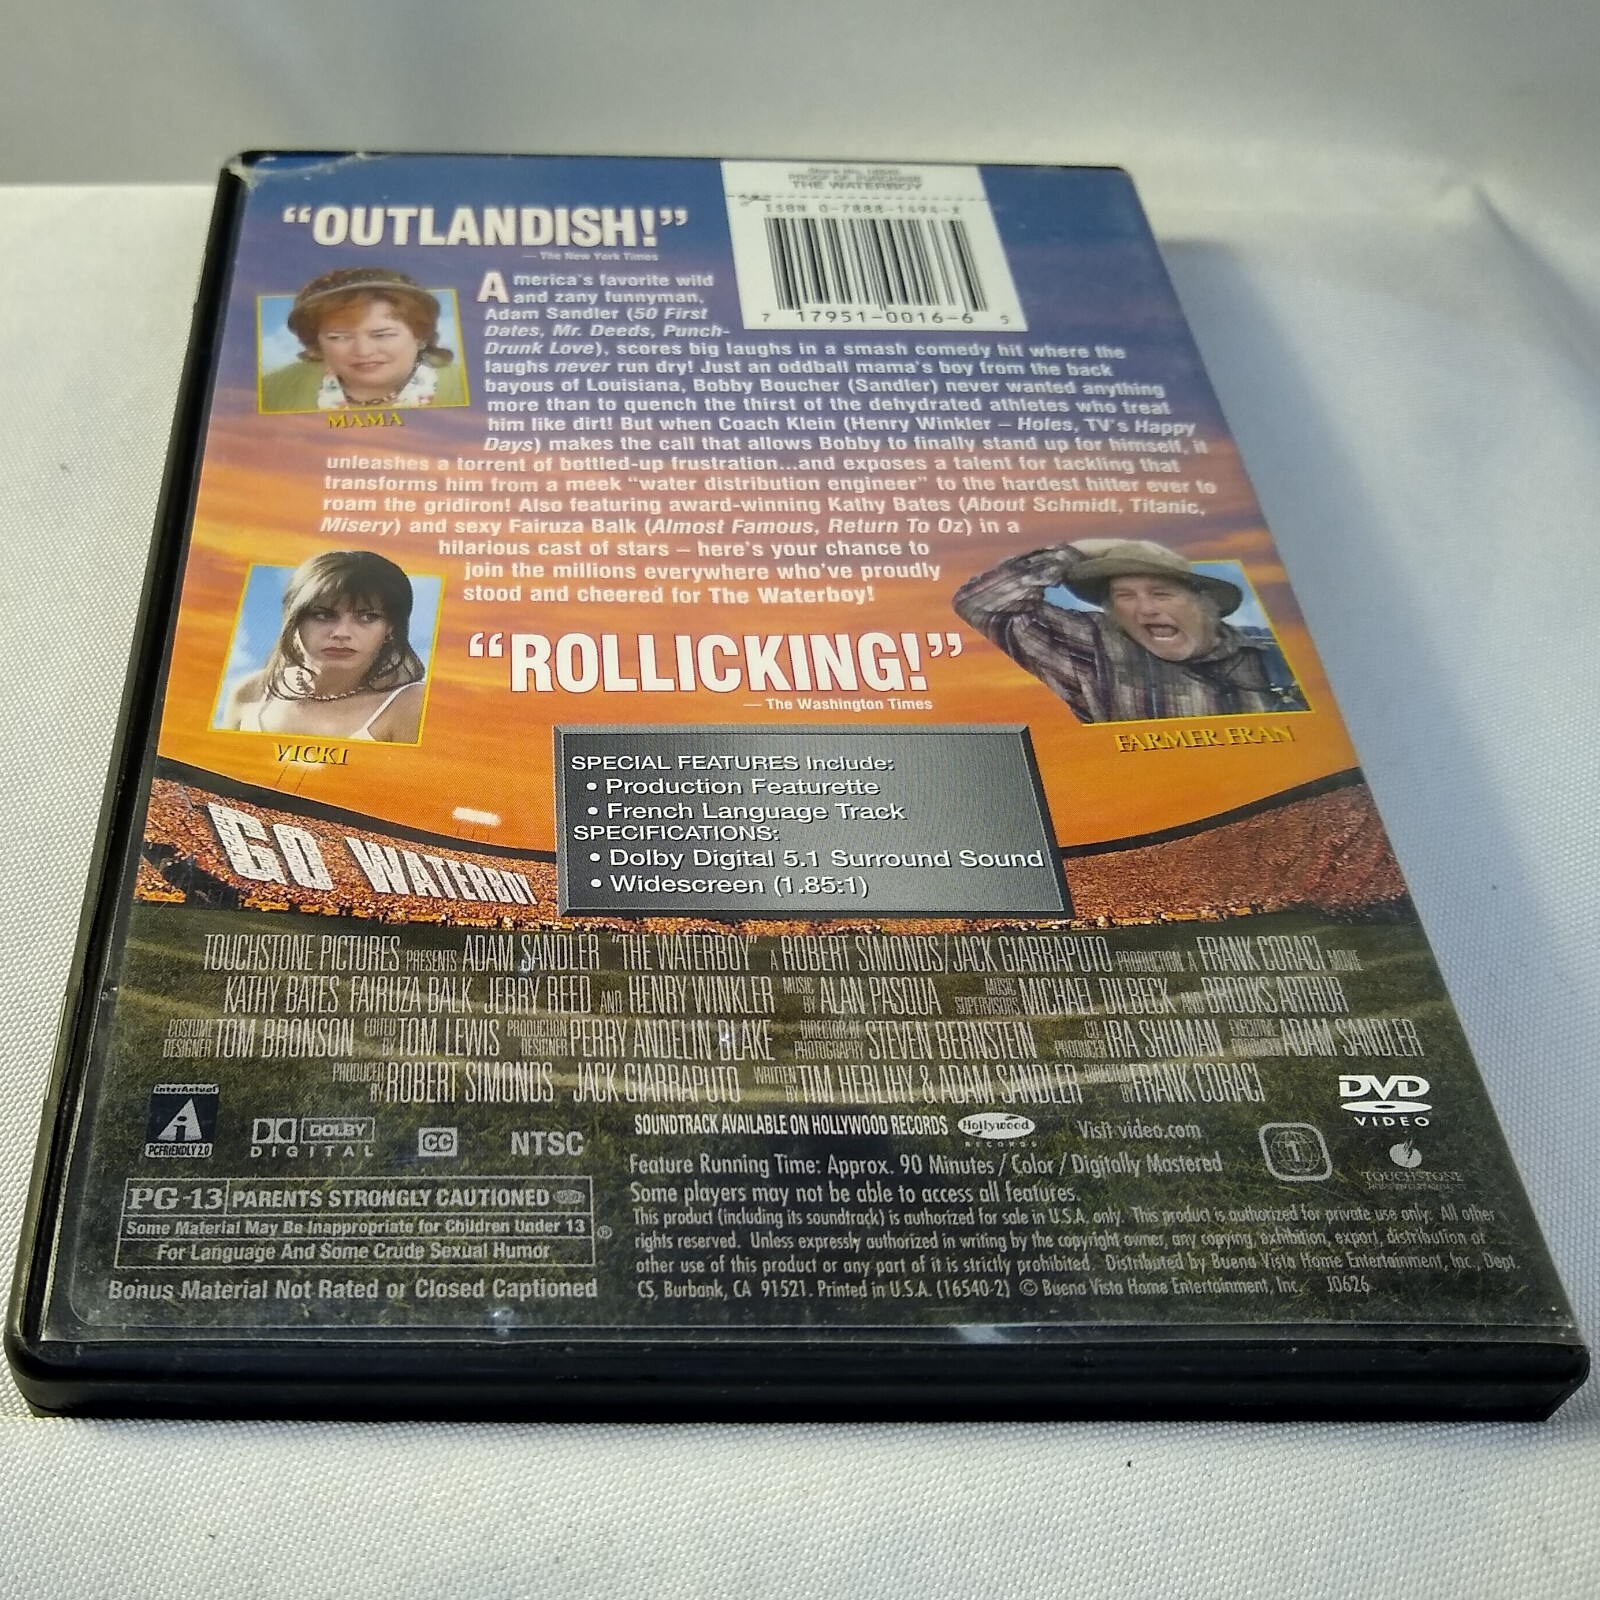 "OUTLANDISH!"
— The New York Times
PROOF OF PURCHASE
THE WATERBOY
ISBN 0-7888-1494-X
7 17951-0016-6 5
America's favorite wild
and zany funnyman,
Adam Sandler (50 First
Dates, Mr. Deeds, Punch-
Drunk Love), scores big laughs in a smash comedy hit where the
laughs never run dry! Just an oddball mama's boy from the back
bayous of Louisiana, Bobby Boucher (Sandler) never wanted anything
more than to quench the thirst of the dehydrated athletes who treat
him like dirt! But when Coach Klein (Henry Winkler – Holes, TV's Happy
Days) makes the call that allows Bobby to finally stand up for himself, it
unleashes a torrent of bottled-up frustration...and exposes a talent for tackling that
transforms him from a meek "water distribution engineer" to the hardest hitter ever to
roam the gridiron! Also featuring award-winning Kathy Bates (About Schmidt, Titanic,
Misery) and sexy Fairuza Balk (Almost Famous, Return To Oz) in a
hilarious cast of stars – here's your chance to
join the millions everywhere who've proudly
stood and cheered for The Waterboy!
MAMA
VICKI
FARMER FRAN
"ROLLICKING!"
— The Washington Times
SPECIAL FEATURES Include:
• Production Featurette
• French Language Track
SPECIFICATIONS:
• Dolby Digital 5.1 Surround Sound
• Widescreen (1.85:1)
GO WATERBOY
TOUCHSTONE PICTURES PRESENTS ADAM SANDLER "THE WATERBOY" A ROBERT SIMONDS/JACK GIARRAPUTO PRODUCTION A FRANK CORACI MOVIE
KATHY BATES FAIRUZA BALK JERRY REED AND HENRY WINKLER MUSIC BY ALAN PASQUA MUSIC SUPERVISORS MICHAEL DILBECK AND BROOKS ARTHUR
COSTUME DESIGNER TOM BRONSON EDITED BY TOM LEWIS PRODUCTION DESIGNER PERRY ANDELIN BLAKE DIRECTOR OF PHOTOGRAPHY STEVEN BERNSTEIN CO PRODUCER IRA SHUMAN EXECUTIVE PRODUCER ADAM SANDLER
PRODUCED BY ROBERT SIMONDS JACK GIARRAPUTO WRITTEN BY TIM HERLIHY & ADAM SANDLER DIRECTED BY FRANK CORACI
InterActual
PCFRIENDLY 2.0
DOLBY
DIGITAL
CC
NTSC
SOUNDTRACK AVAILABLE ON HOLLYWOOD RECORDS
Hollywood
RECORDS
Visit video.com
1
DVD
VIDEO
TOUCHSTONE
HOME ENTERTAINMENT
Feature Running Time: Approx. 90 Minutes / Color / Digitally Mastered
Some players may not be able to access all features.
PG-13 PARENTS STRONGLY CAUTIONED
Some Material May Be Inappropriate for Children Under 13 ®
For Language And Some Crude Sexual Humor
Bonus Material Not Rated or Closed Captioned
This product (including its soundtrack) is authorized for sale in U.S.A. only. This product is authorized for private use only. All other
rights reserved. Unless expressly authorized in writing by the copyright owner, any copying, exhibition, export, distribution or
other use of this product or any part of it is strictly prohibited. Distributed by Buena Vista Home Entertainment, Inc., Dept.
CS, Burbank, CA 91521. Printed in U.S.A. (16540-2) © Buena Vista Home Entertainment, Inc. J0626